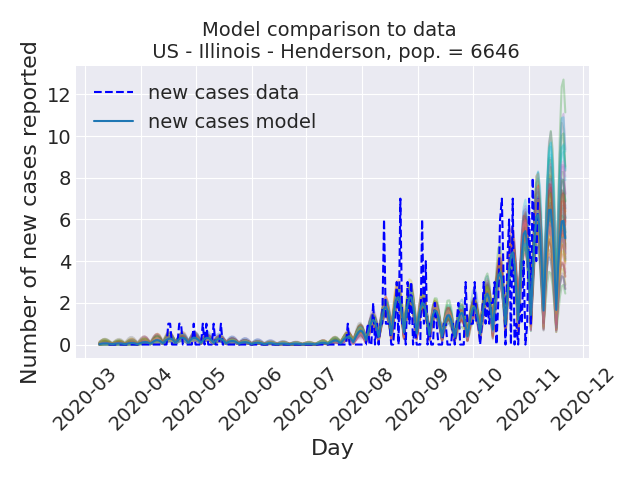 Model comparison to data
US - Illinois - Henderson, pop. = 6646
Number of new cases reported
12
10
8
6
4
2
0
new cases data
new cases model
2020-03
2020-04
2020-05
2020-06
2020-07
2020-08
2020-09
2020-10
2020-11
2020-12
Day